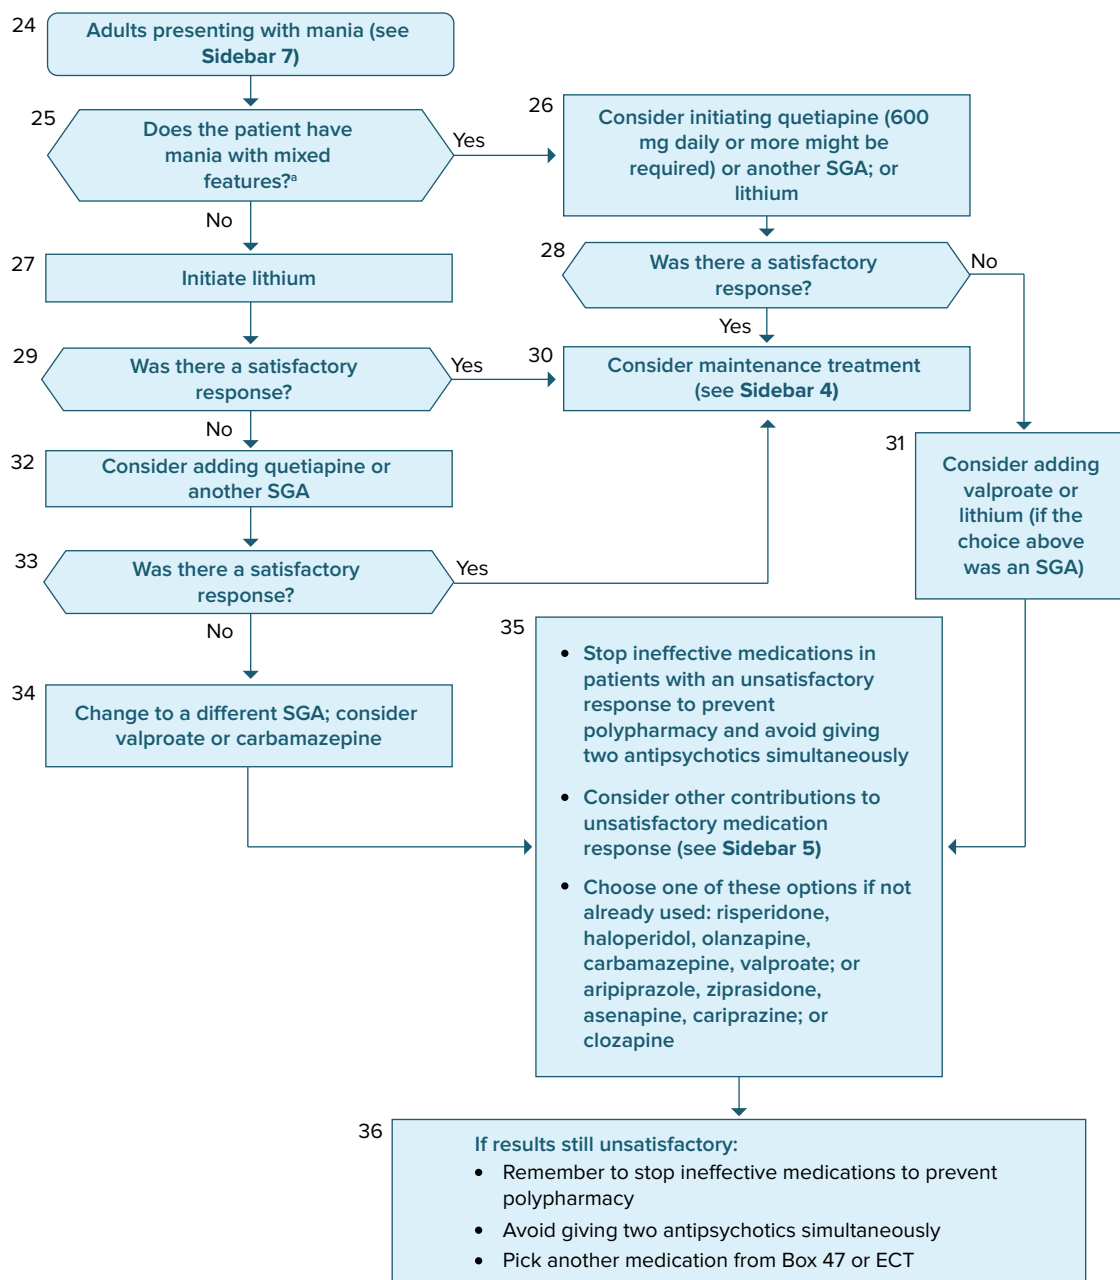 24
Adults presenting with mania (see
Sidebar 7)
25
Does the patient have
mania with mixed
features?ª
Yes
No
26
Consider initiating quetiapine (600
mg daily or more might be
required) or another SGA; or
lithium
27
Initiate lithium
28
Was there a satisfactory
response?
No
Yes
29
Was there a satisfactory
response?
Yes
No
30
Consider maintenance treatment
(see Sidebar 4)
31
Consider adding
valproate or
lithium (if the
choice above
was an SGA)
32
Consider adding quetiapine or
another SGA
33
Was there a satisfactory
response?
Yes
No
34
Change to a different SGA; consider
valproate or carbamazepine
35
• Stop ineffective medications in
patients with an unsatisfactory
response to prevent
polypharmacy and avoid giving
two antipsychotics simultaneously
• Consider other contributions to
unsatisfactory medication
response (see Sidebar 5)
• Choose one of these options if not
already used: risperidone,
haloperidol, olanzapine,
carbamazepine, valproate; or
aripiprazole, ziprasidone,
asenapine, cariprazine; or
clozapine
36
If results still unsatisfactory:
• Remember to stop ineffective medications to prevent
polypharmacy
• Avoid giving two antipsychotics simultaneously
• Pick another medication from Box 47 or ECT